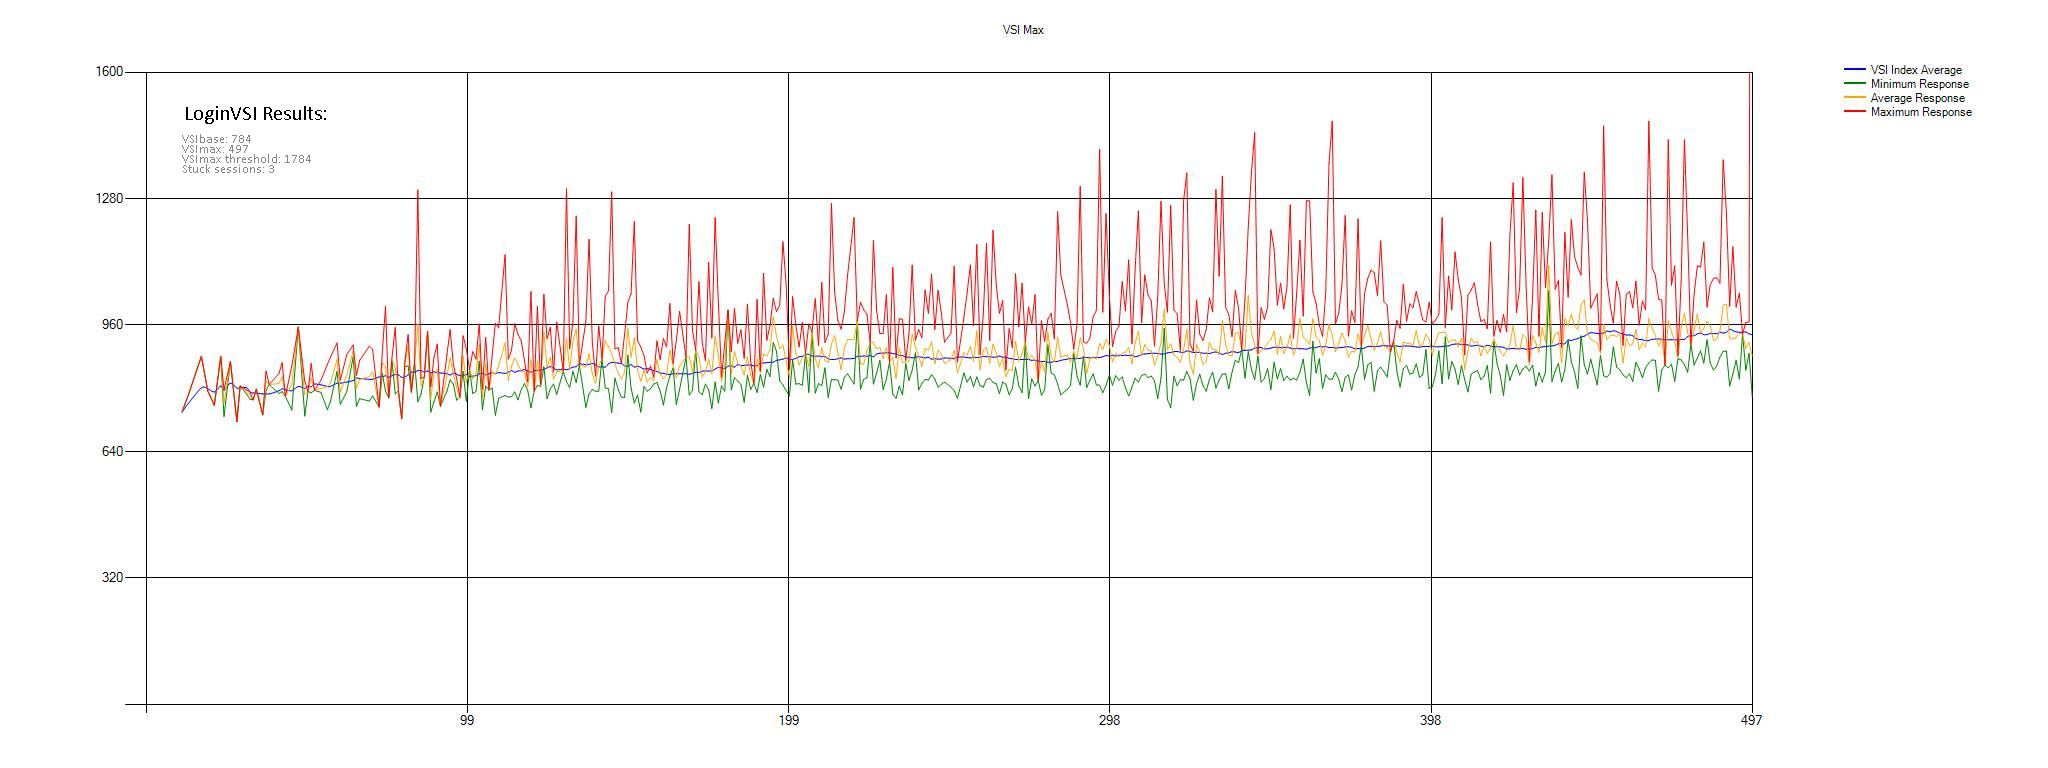 VSI Max
1600
1280
960
640
320
99
199
298
398
497
LoginVSI Results:
VSIbase: 784
VSImax: 497
VSImax threshold: 1784
Stuck sessions: 3
VSI Index Average
Minimum Response
Average Response
Maximum Response